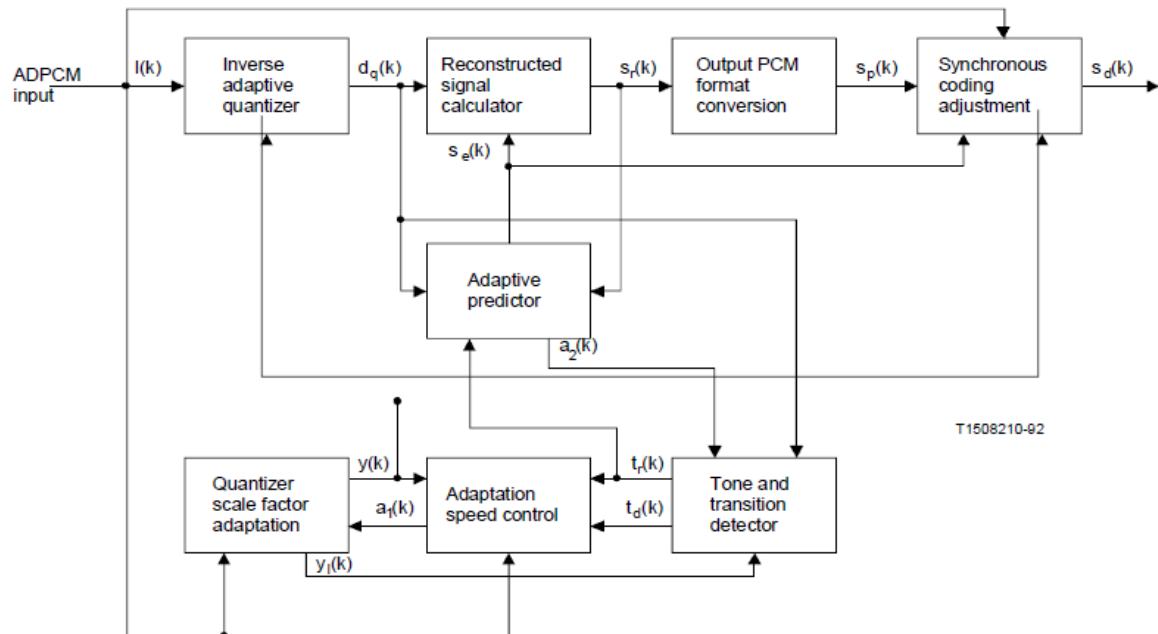 ADPCM
input
I(k)
Inverse
adaptive
quantizer
d_q(k)
Reconstructed
signal
calculator
s_r(k)
Output PCM
format
conversion
s_p(k)
Synchronous
coding
adjustment
s_d(k)
s_e(k)
Adaptive
predictor
a_2(k)
T1508210-92
Quantizer
scale factor
adaptation
y(k)
a_1(k)
Adaptation
speed control
t_r(k)
t_d(k)
Tone and
transition
detector
y_l(k)